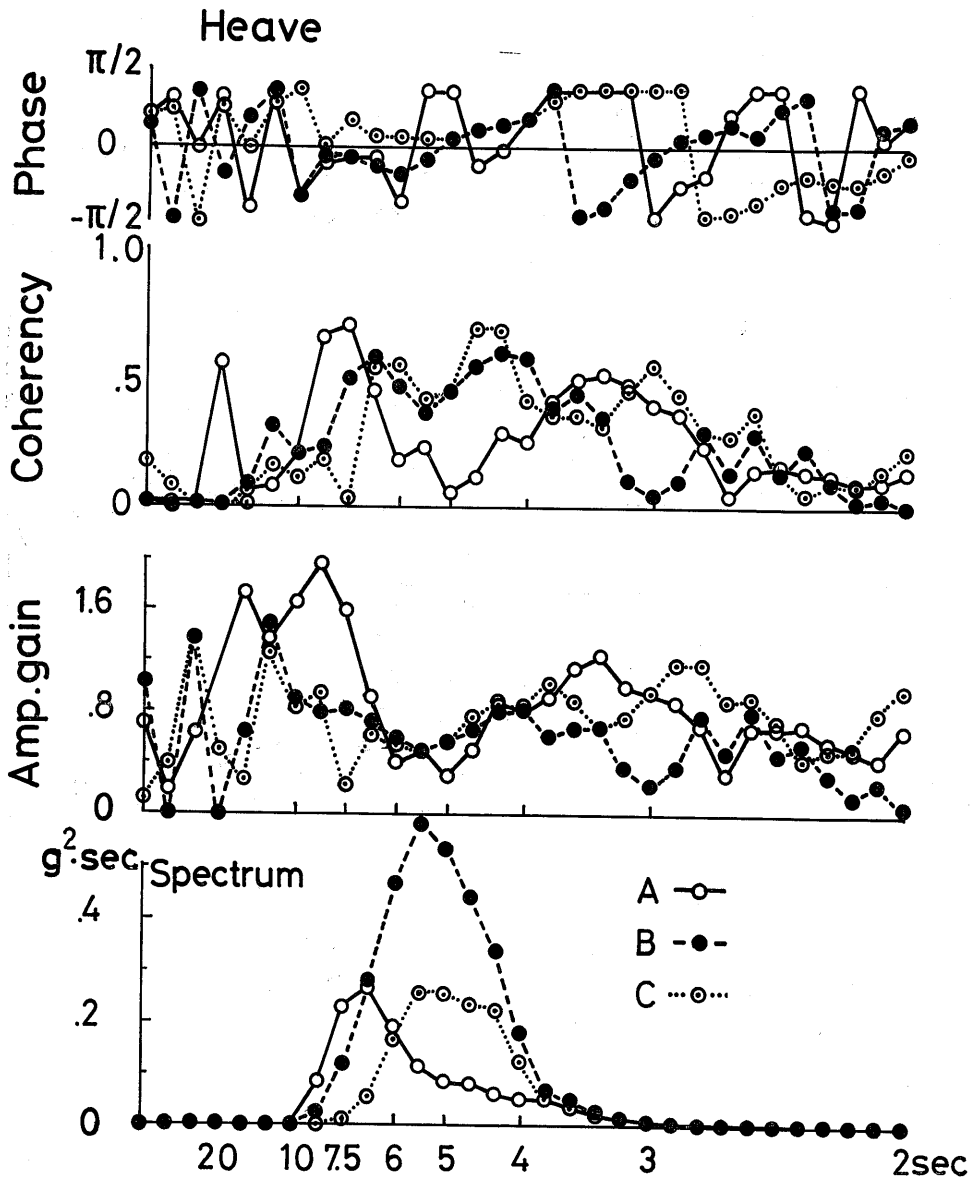 Heave
Phase
π/2
0
-π/2
Coherency
1.0
.5
0
Amp.gain
1.6
.8
0
g²·sec
Spectrum
.4
.2
0
A
B
C
20 10 7.5 6 5 4 3 2sec